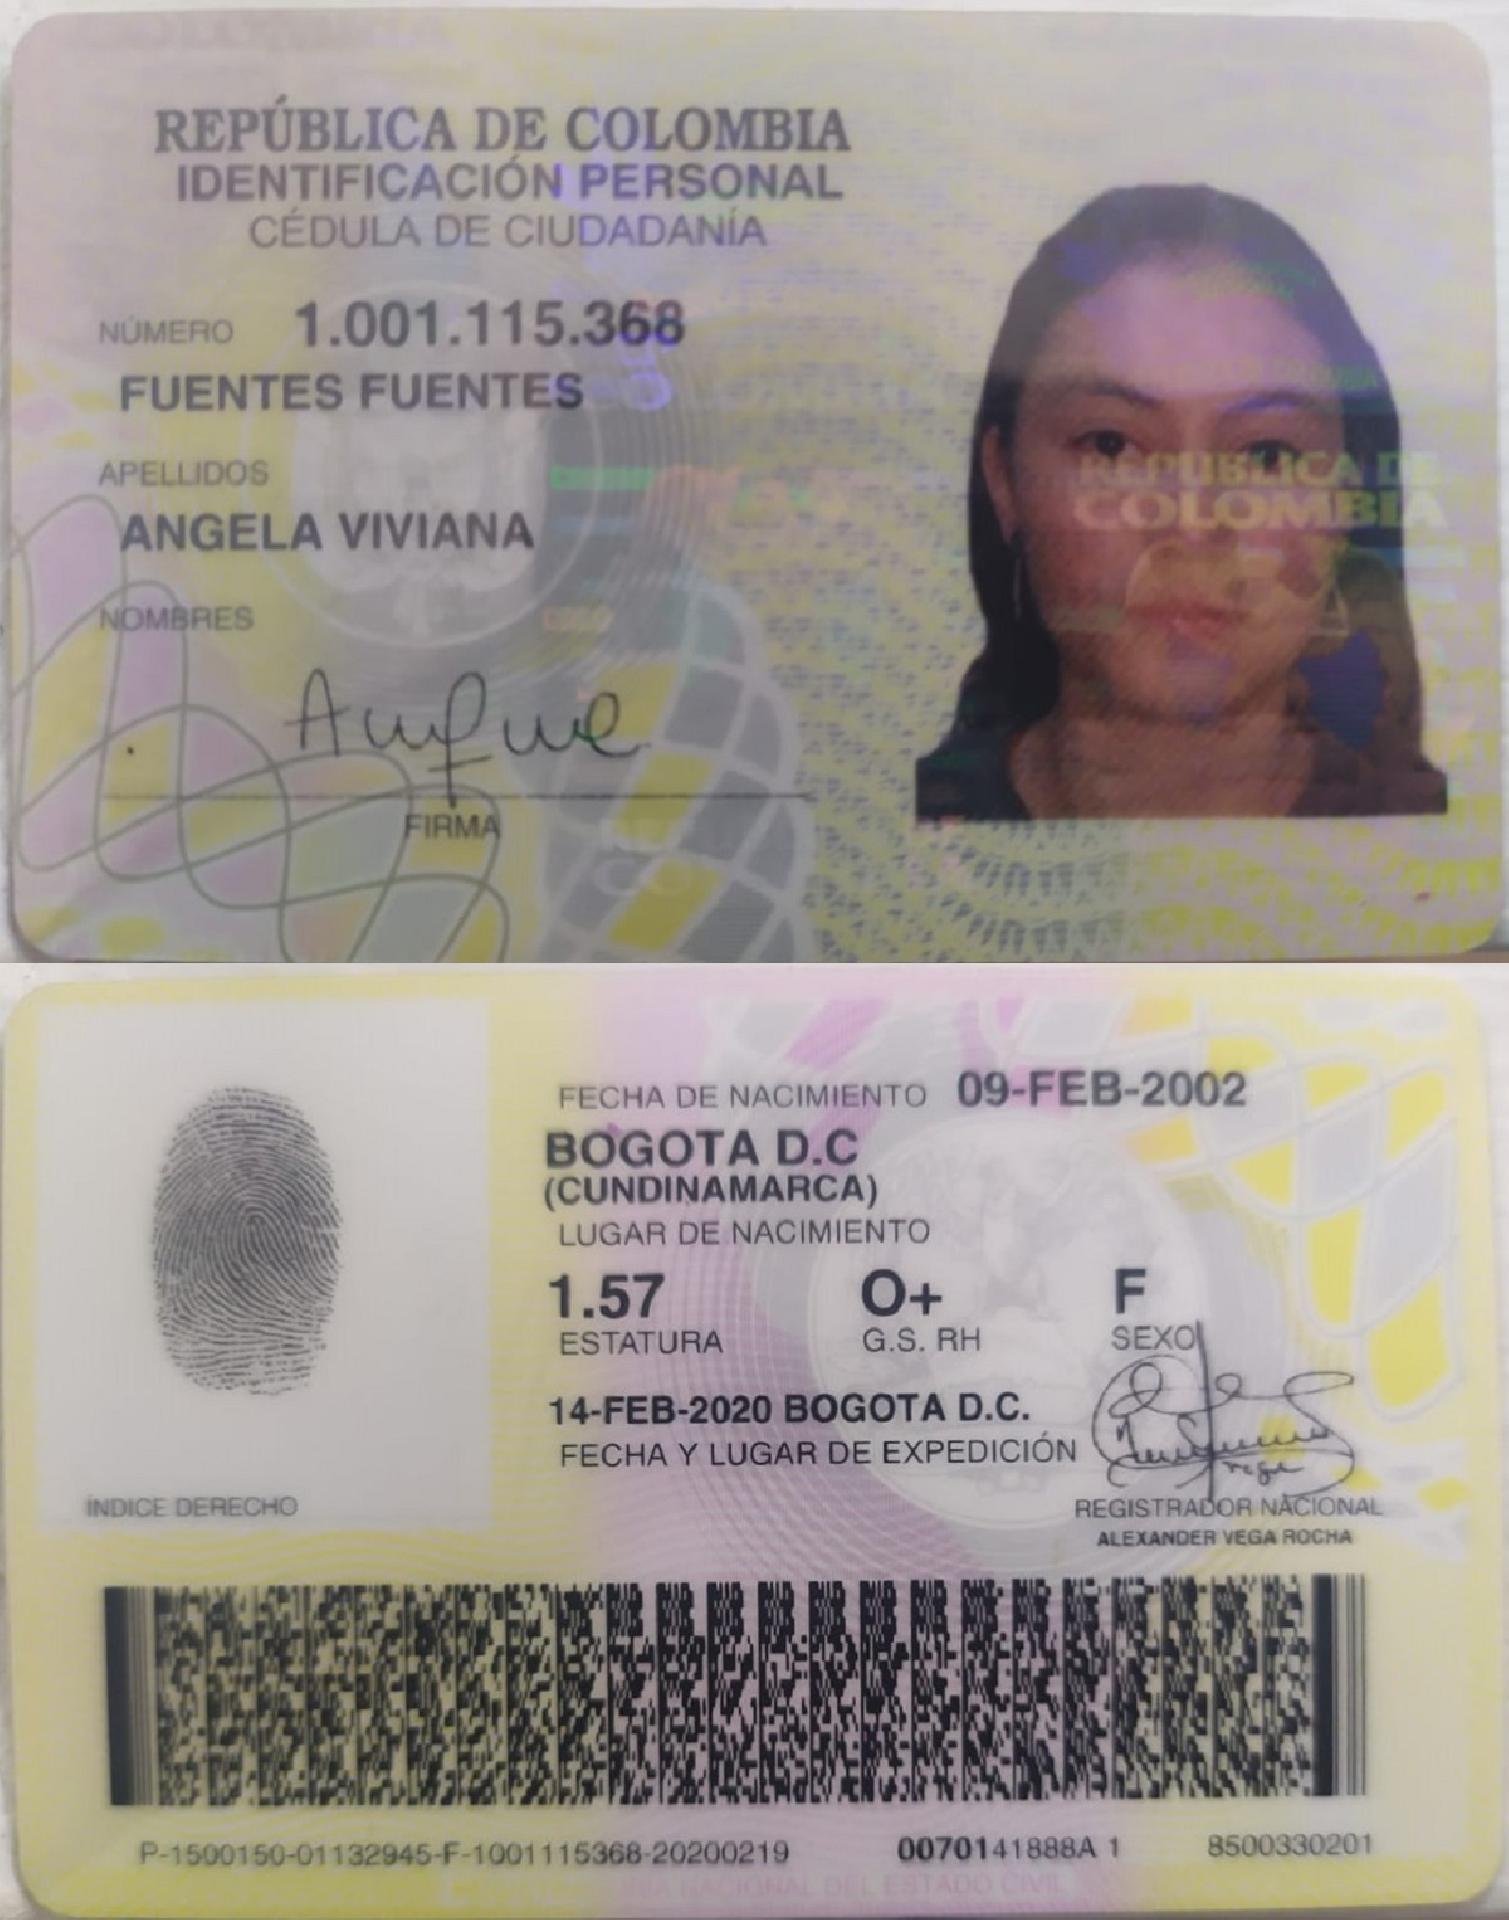 REPÚBLICA DE COLOMBIA
IDENTIFICACIÓN PERSONAL
CÉDULA DE CIUDADANÍA
NÚMERO 1.001.115.368
FUENTES FUENTES
APELLIDOS
ANGELA VIVIANA
NOMBRES
FIRMA
REPÚBLICA DE
COLOMBIA
FECHA DE NACIMIENTO 09-FEB-2002
BOGOTA D.C
(CUNDINAMARCA)
LUGAR DE NACIMIENTO
1.57 O+ F
ESTATURA G.S. RH SEXO
14-FEB-2020 BOGOTA D.C.
FECHA Y LUGAR DE EXPEDICIÓN
ÍNDICE DERECHO
REGISTRADOR NACIONAL
ALEXANDER VEGA ROCHA
P-1500150-01132945-F-1001115368-20200219 0070141888A 1 8500330201
NACIONAL DEL ESTADO CIVIL